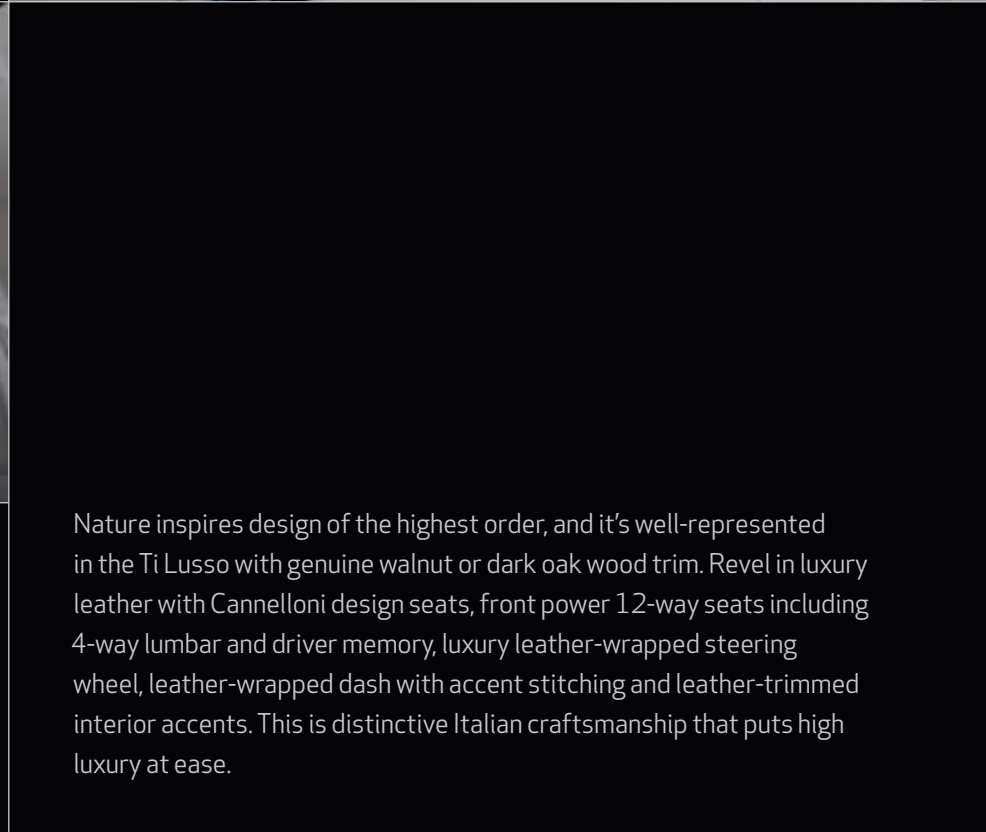 Nature inspires design of the highest order, and it’s well-represented
in the Ti Lusso with genuine walnut or dark oak wood trim. Revel in luxury
leather with Cannelloni design seats, front power 12-way seats including
4-way lumbar and driver memory, luxury leather-wrapped steering
wheel, leather-wrapped dash with accent stitching and leather-trimmed
interior accents. This is distinctive Italian craftsmanship that puts high
luxury at ease.